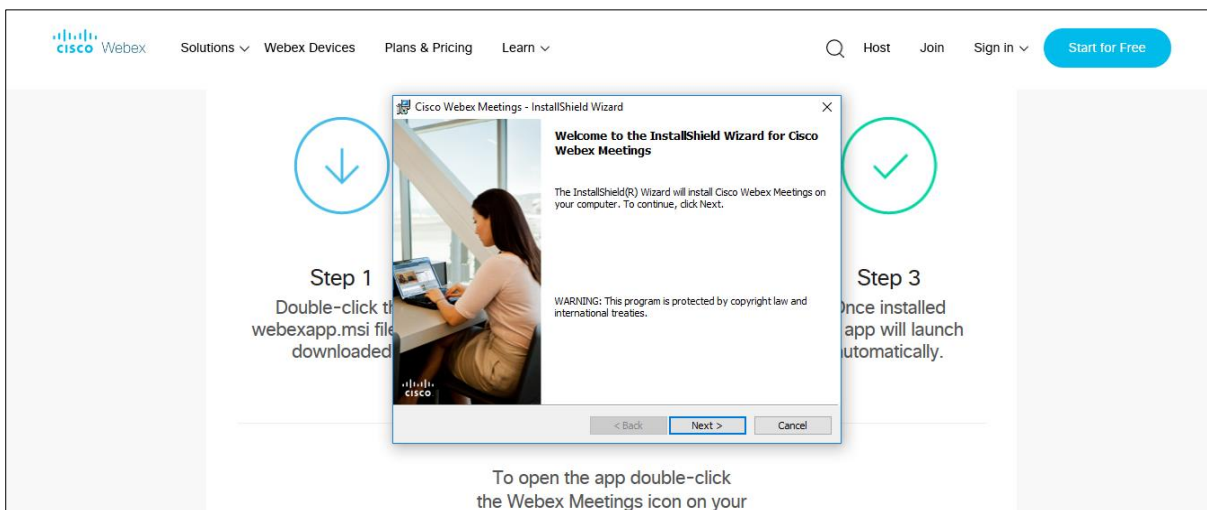 CISCO Webex
Solutions
Webex Devices
Plans & Pricing
Learn
Host
Join
Sign in
Start for Free
Cisco Webex Meetings - InstallShield Wizard
Welcome to the InstallShield Wizard for Cisco
Webex Meetings
The InstallShield(R) Wizard will install Cisco Webex Meetings on
your computer. To continue, click Next.
WARNING: This program is protected by copyright law and
international treaties.
CISCO
< Back
Next >
Cancel
Step 1
Double-click
webexapp.msi
downloaded
Step 3
installed
app will launch
automatically.
To open the app double-click
the Webex Meetings icon on your